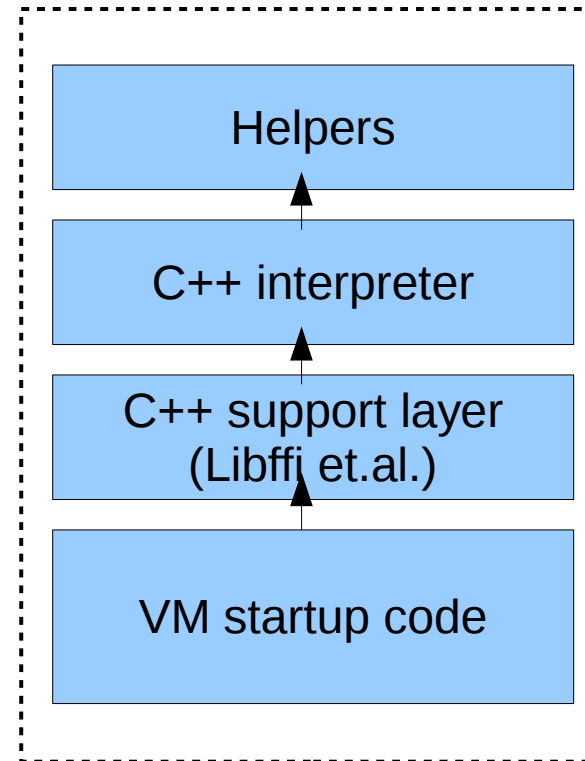 Helpers
C++ interpreter
C++ support layer
(Libffi et.al.)
VM startup code